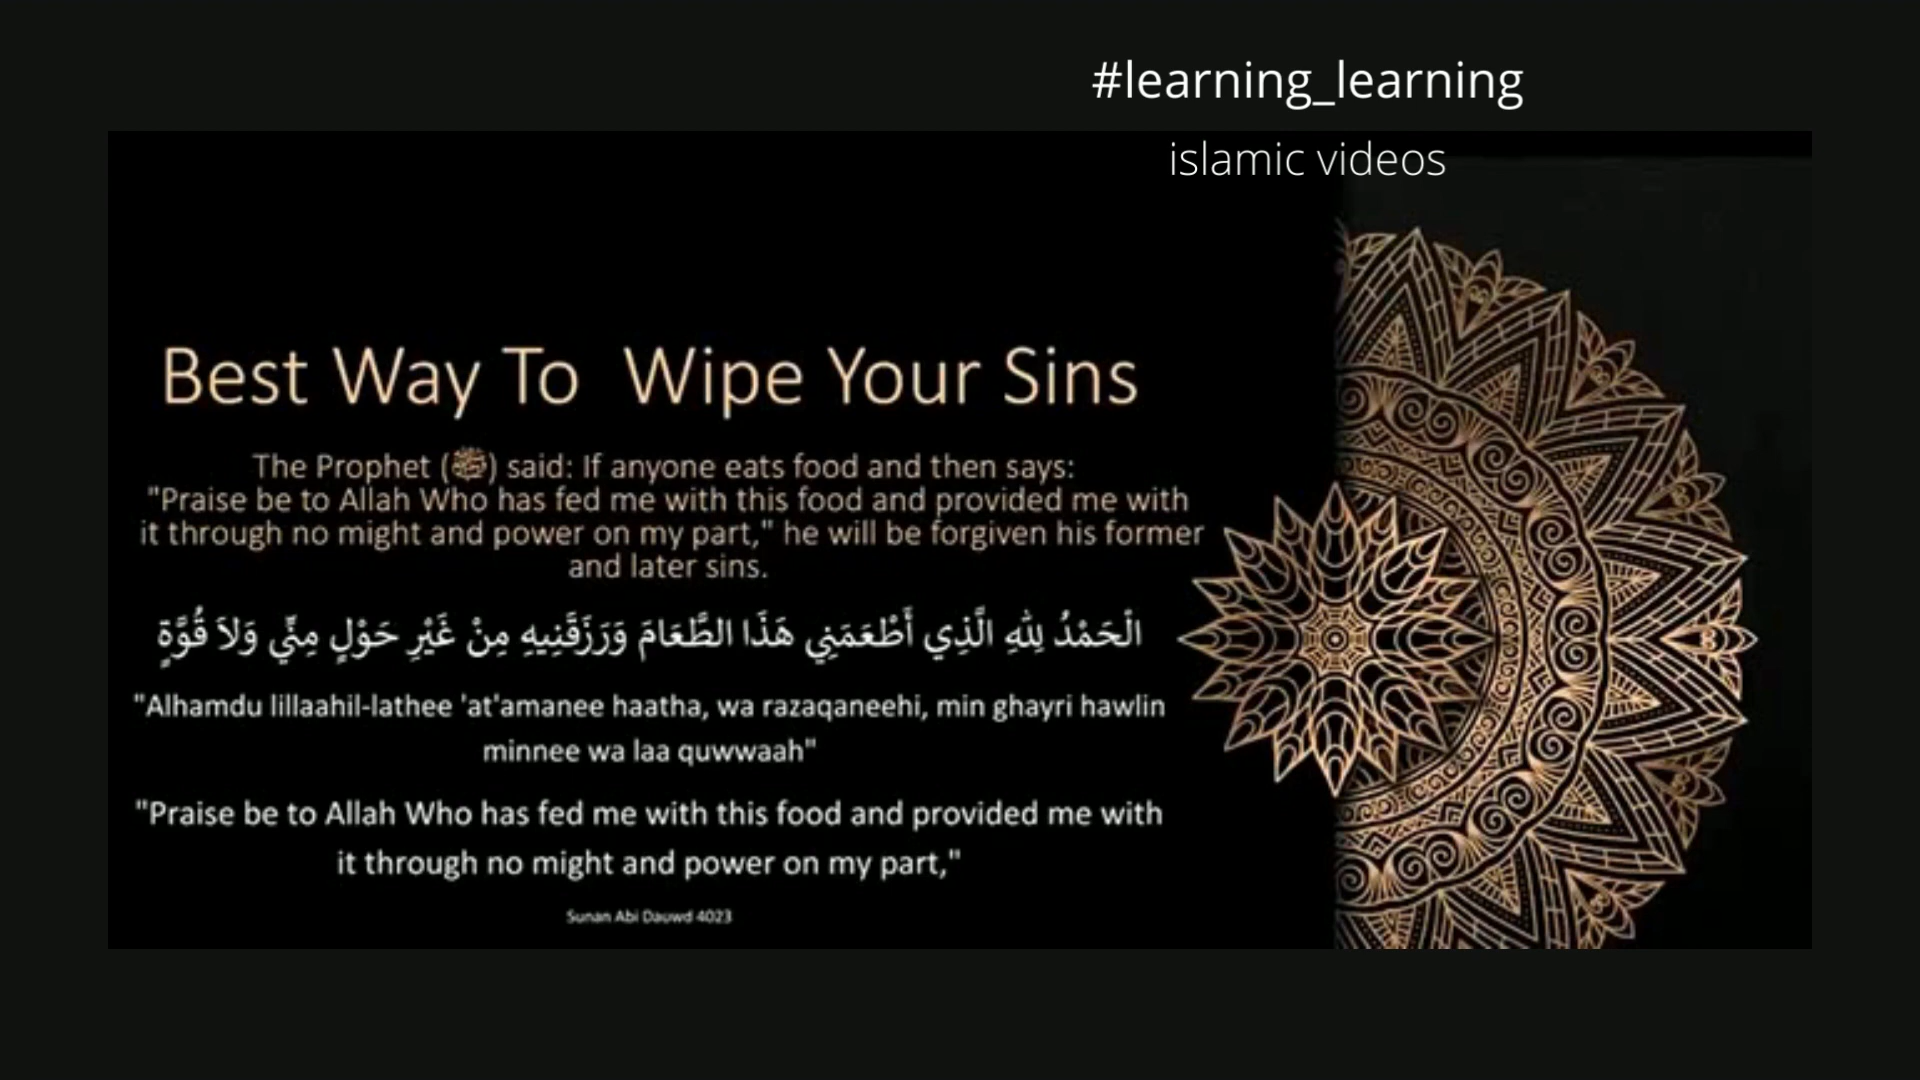 #learning_learning
islamic videos
Best Way To Wipe Your Sins
The Prophet (ﷺ) said: If anyone eats food and then says:
"Praise be to Allah Who has fed me with this food and provided me with
it through no might and power on my part," he will be forgiven his former
and later sins.
الْحَمْدُ لِلَّهِ الَّذِي أَطْعَمَنِي هَذَا الطَّعَامَ وَرَزَقَنِيهِ مِنْ غَيْرِ حَوْلٍ مِنِّي وَلاَ قُوَّةٍ
"Alhamdu lillaahil-lathee 'at'amanee haatha, wa razaqaneehi, min ghayri hawlin
minnee wa laa quwwaah"
"Praise be to Allah Who has fed me with this food and provided me with
it through no might and power on my part,"
Sunan Abi Dauwd 4023